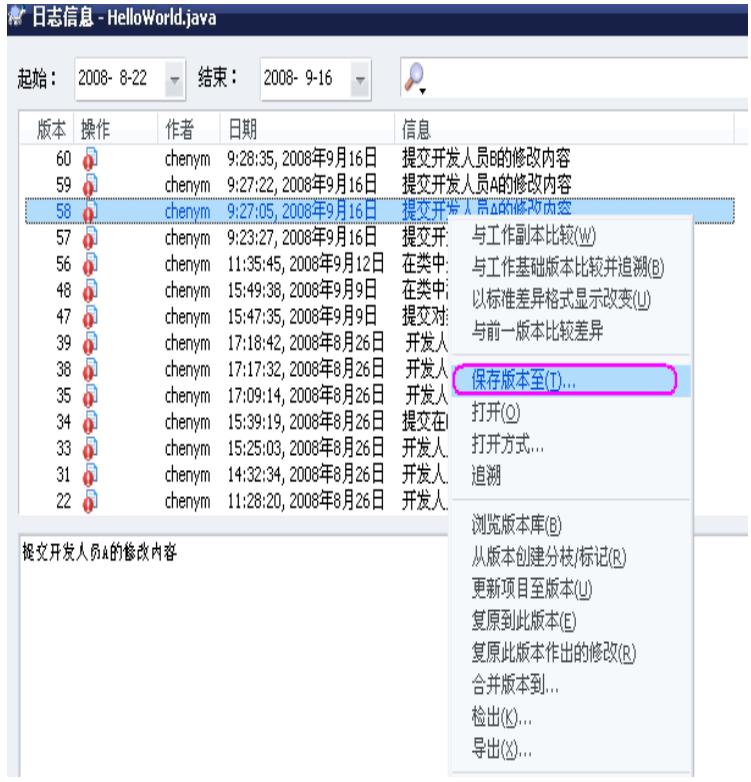 日志信息 - HelloWorld.java
起始： 2008- 8-22 结束： 2008- 9-16
版本 操作 作者 日期 信息
60 chenym 9:28:35, 2008年9月16日 提交开发人员B的修改内容
59 chenym 9:27:22, 2008年9月16日 提交开发人员A的修改内容
58 chenym 9:27:05, 2008年9月16日 提交开发人员A的修改内容
57 chenym 9:23:27, 2008年9月16日 提交开
56 chenym 11:35:45, 2008年9月12日 在类中
48 chenym 15:49:38, 2008年9月9日 在类中
47 chenym 15:47:35, 2008年9月9日 提交对
39 chenym 17:18:42, 2008年8月26日 开发人
38 chenym 17:17:32, 2008年8月26日 开发人
35 chenym 17:09:14, 2008年8月26日 开发人
34 chenym 15:39:19, 2008年8月26日 提交在
33 chenym 15:25:03, 2008年8月26日 开发人
31 chenym 14:32:34, 2008年8月26日 开发人
22 chenym 11:28:20, 2008年8月26日 开发人
与工作副本比较(W)
与工作基础版本比较并追溯(B)
以标准差异格式显示改变(U)
与前一版本比较差异
保存版本至(T)...
打开(O)
打开方式...
追溯
浏览版本库(B)
从版本创建分枝/标记(R)
更新项目至版本(U)
复原到此版本(E)
复原此版本作出的修改(R)
合并版本到...
检出(K)...
导出(X)...
提交开发人员A的修改内容